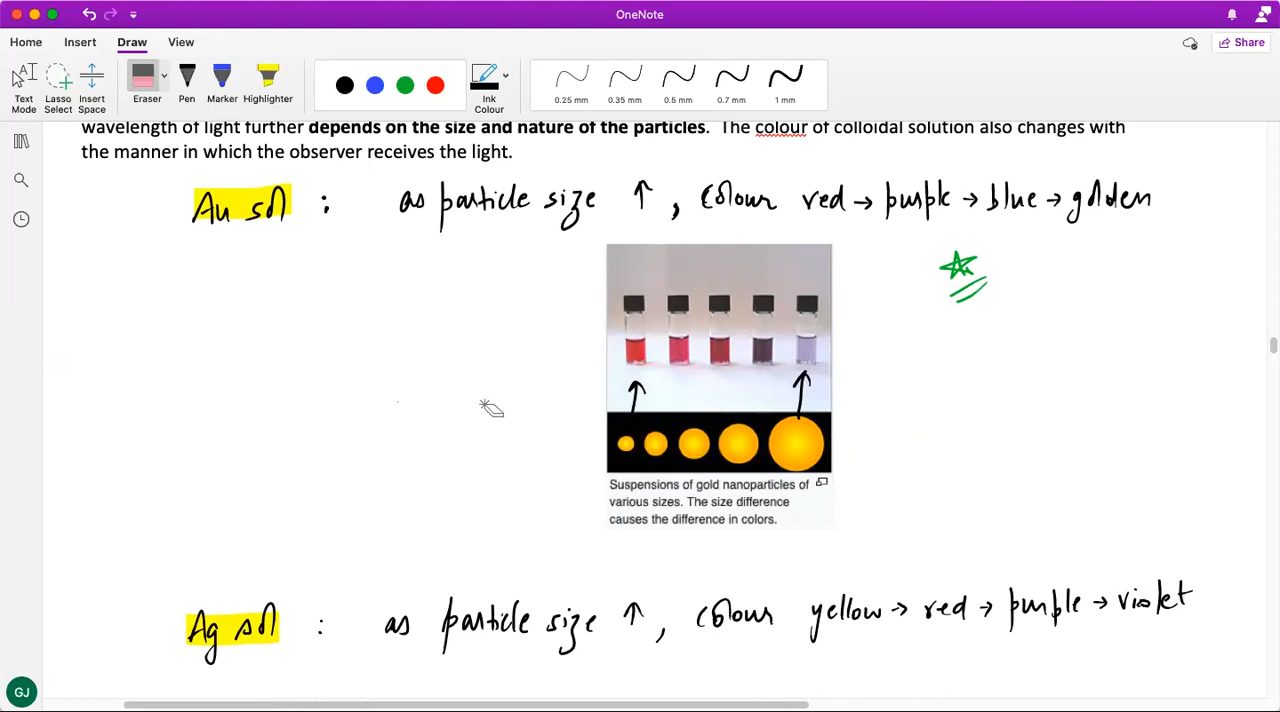 OneNote
Home Insert Draw View
Share
Text Mode
Lasso Select
Insert Space
Eraser
Pen
Marker
Highlighter
Ink Colour
0.25 mm 0.35 mm 0.5 mm 0.7 mm 1 mm
wavelength of light further depends on the size and nature of the particles. The colour of colloidal solution also changes with
the manner in which the observer receives the light.
Au sol : as particle size ↑, colour red → purple → blue → golden
Suspensions of gold nanoparticles of
various sizes. The size difference
causes the difference in colors.
Ag sol : as particle size ↑, colour yellow → red → purple → violet
GJ